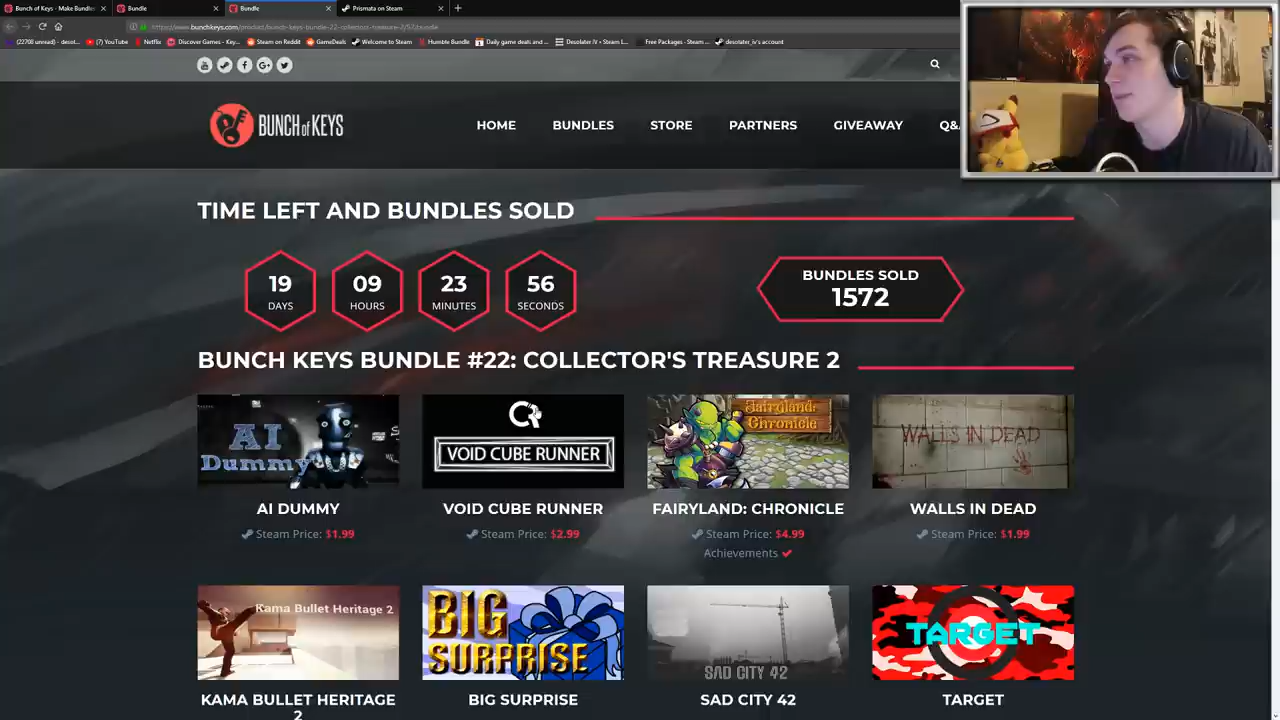 Bunch of Keys - Make Bundles
Bundle
Bundle
Prismata on Steam
YouTube
Netflix
Discover Games - Key...
Steam on Reddit
GameDeals
Welcome to Steam
Humble Bundle
Daily game deals and...
Desolater IV • Steam L...
Free Packages - Steam...
desolater_iv's account
BUNCH OF KEYS
HOME
BUNDLES
STORE
PARTNERS
GIVEAWAY
TIME LEFT AND BUNDLES SOLD
19
DAYS
09
HOURS
23
MINUTES
56
SECONDS
BUNDLES SOLD
1572
BUNCH KEYS BUNDLE #22: COLLECTOR'S TREASURE 2
AI
Dummy
CR
VOID CUBE RUNNER
Fairyland:
Chronicle
WALLS IN DEAD
AI DUMMY
VOID CUBE RUNNER
FAIRYLAND: CHRONICLE
WALLS IN DEAD
Steam Price: $1.99
Steam Price: $2.99
Steam Price: $4.99
Steam Price: $1.99
Achievements
Kama Bullet Heritage 2
BIG
SURPRISE
SAD CITY 42
TARGET
KAMA BULLET HERITAGE
2
BIG SURPRISE
SAD CITY 42
TARGET